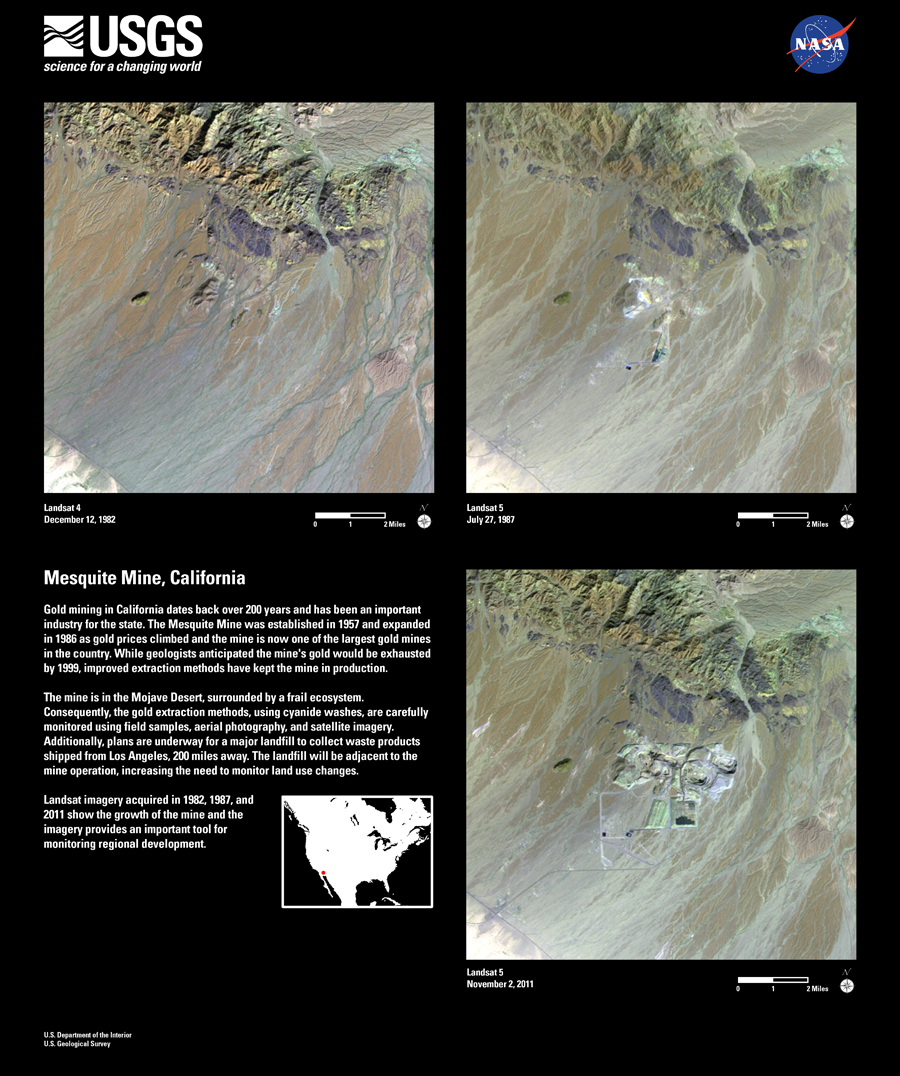 USGS
science for a changing world
NASA
Landsat 4
December 12, 1982
0 1 2 Miles
N
Landsat 5
July 27, 1987
0 1 2 Miles
N
Mesquite Mine, California
Gold mining in California dates back over 200 years and has been an important
industry for the state. The Mesquite Mine was established in 1957 and expanded
in 1986 as gold prices climbed and the mine is now one of the largest gold mines
in the country. While geologists anticipated the mine's gold would be exhausted
by 1999, improved extraction methods have kept the mine in production.
The mine is in the Mojave Desert, surrounded by a frail ecosystem.
Consequently, the gold extraction methods, using cyanide washes, are carefully
monitored using field samples, aerial photography, and satellite imagery.
Additionally, plans are underway for a major landfill to collect waste products
shipped from Los Angeles, 200 miles away. The landfill will be adjacent to the
mine operation, increasing the need to monitor land use changes.
Landsat imagery acquired in 1982, 1987, and
2011 show the growth of the mine and the
imagery provides an important tool for
monitoring regional development.
Landsat 5
November 2, 2011
0 1 2 Miles
N
U.S. Department of the Interior
U.S. Geological Survey